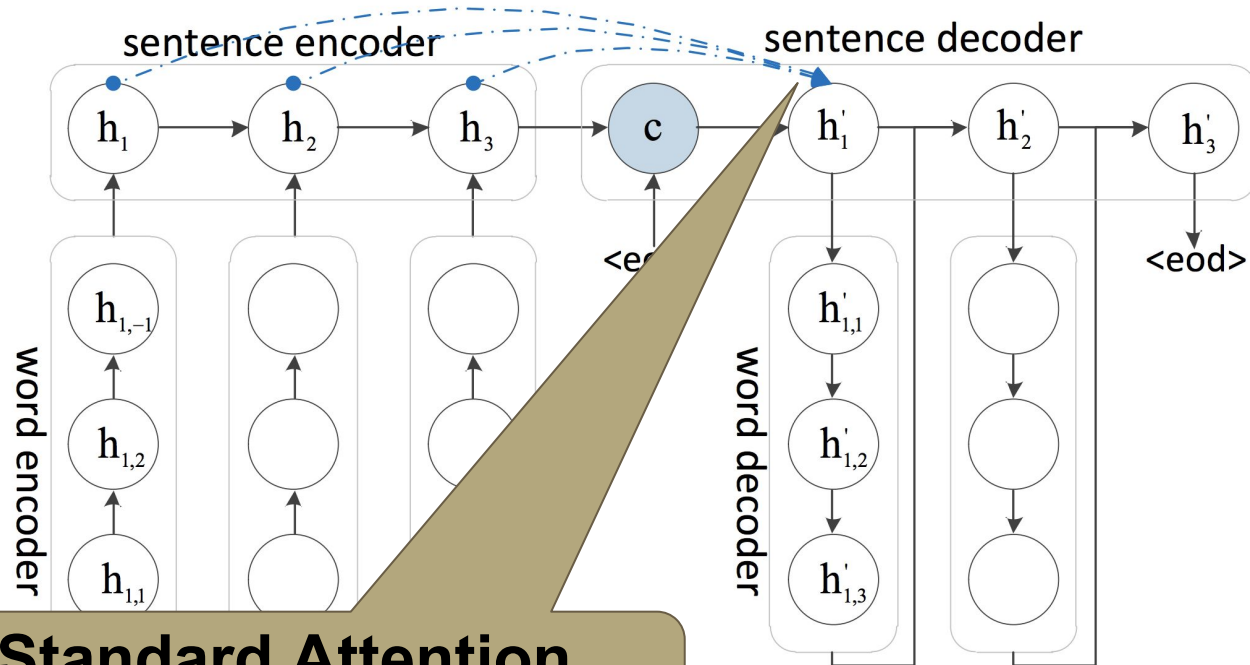 sentence encoder
sentence decoder
h₁ h₂ h₃ c h'₁ h'₂ h'₃
<eod>
h₁,₋₁ h'₁,₁
word encoder
word decoder
h₁,₂ h'₁,₂
h₁,₁ h'₁,₃
Standard Attention